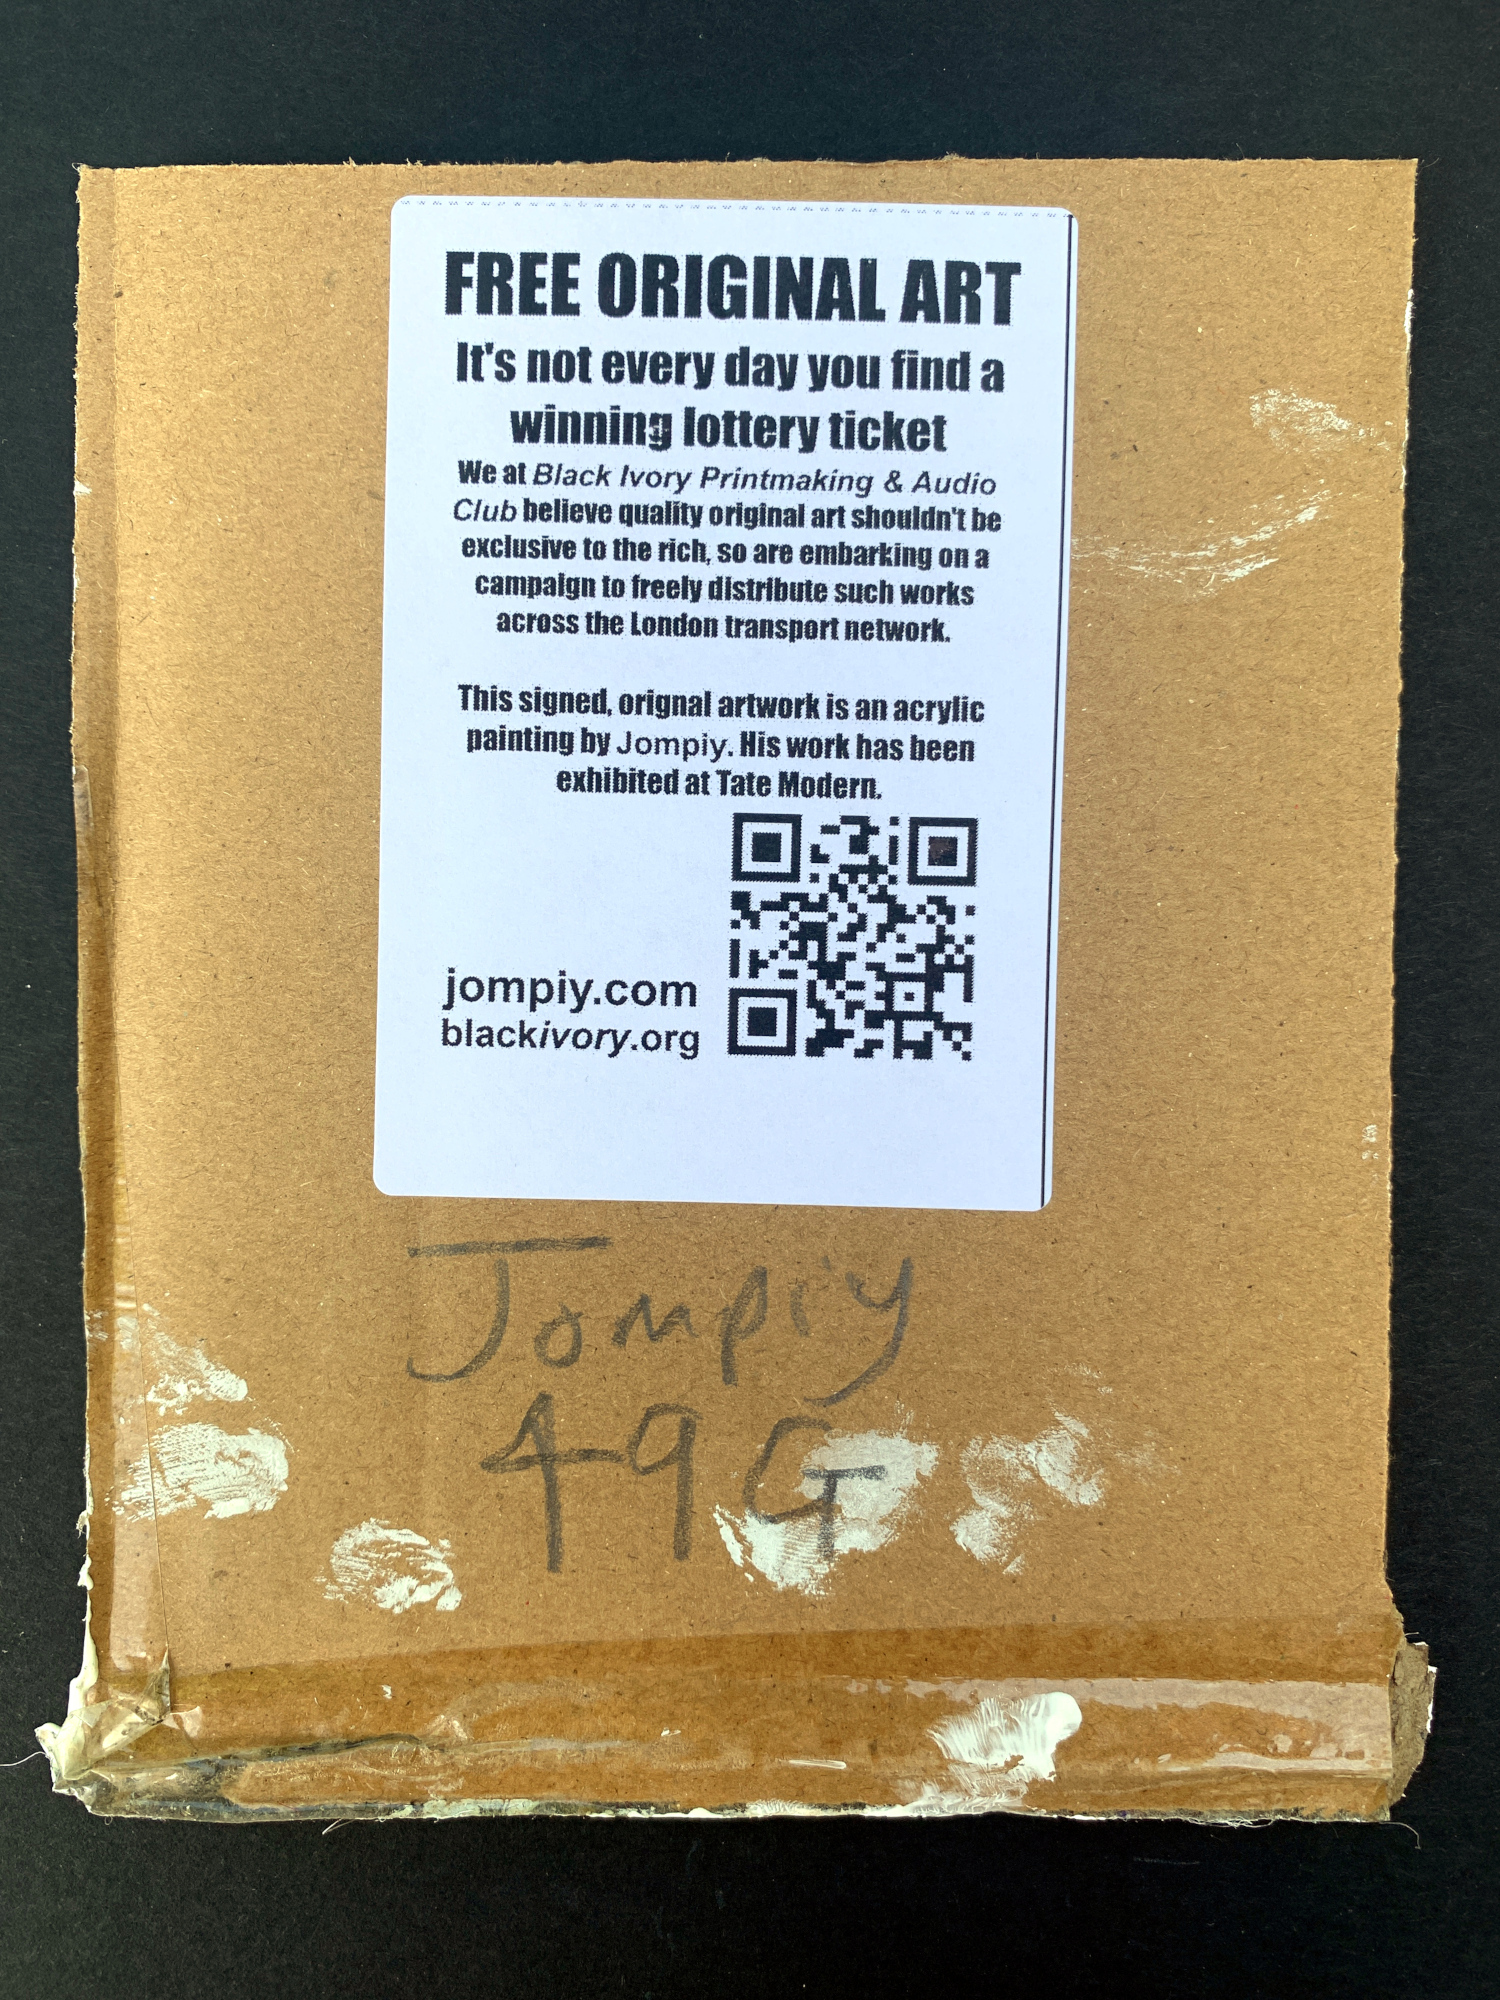 FREE ORIGINAL ART
It's not every day you find a
winning lottery ticket
We at Black Ivory Printmaking & Audio
Club believe quality original art shouldn't be
exclusive to the rich, so are embarking on a
campaign to freely distribute such works
across the London transport network.
This signed, orignal artwork is an acrylic
painting by Jompiy. His work has been
exhibited at Tate Modern.
jompiy.com
blackivory.org
Jompiy
49G